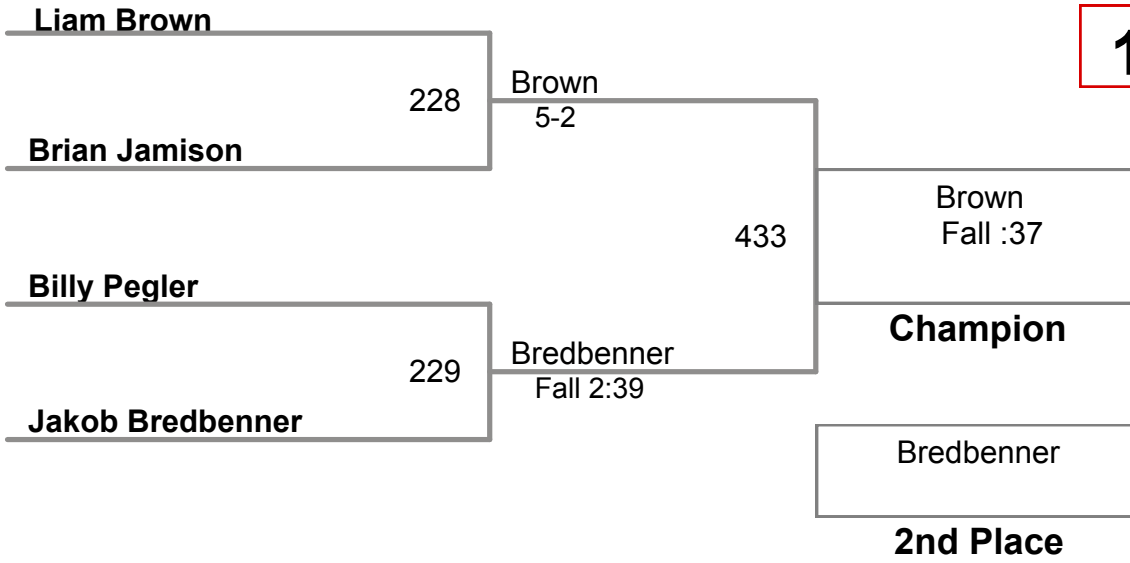 Liam Brown
1
228
Brown
5-2
Brian Jamison
Brown
Fall :37
433
Billy Pegler
Champion
229
Bredbenner
Fall 2:39
Jakob Bredbenner
Bredbenner
2nd Place